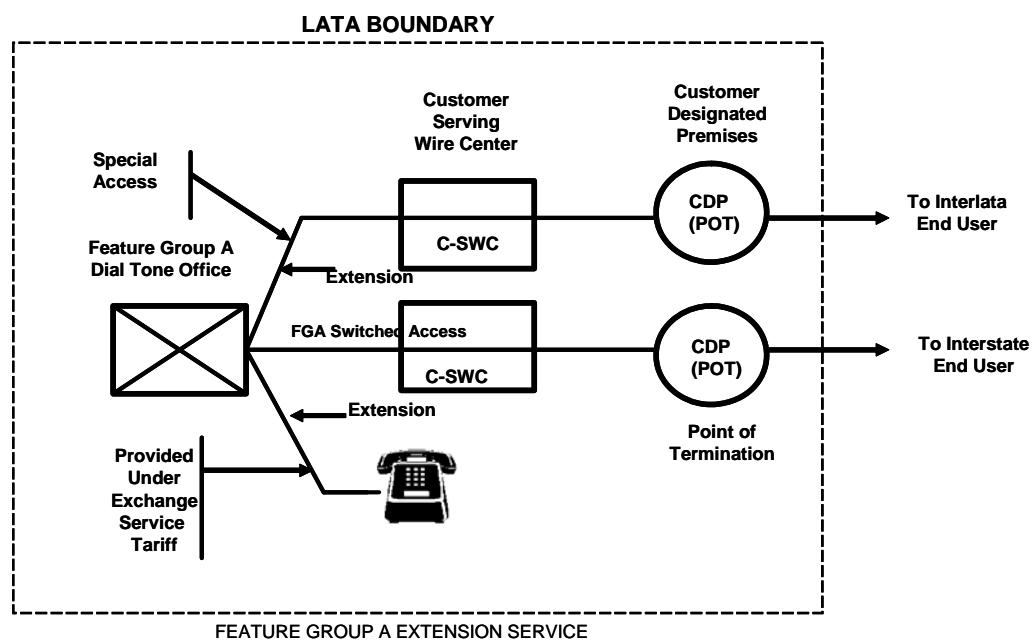 LATA BOUNDARY
Customer
Serving
Wire Center
Customer
Designated
Premises
Special
Access
CDP
(POT)
To Interlata
End User
C-SWC
Feature Group A
Dial Tone Office
Extension
FGA Switched Access
CDP
(POT)
To Interstate
End User
C-SWC
Extension
Point of
Termination
Provided
Under
Exchange
Service
Tariff
FEATURE GROUP A EXTENSION SERVICE